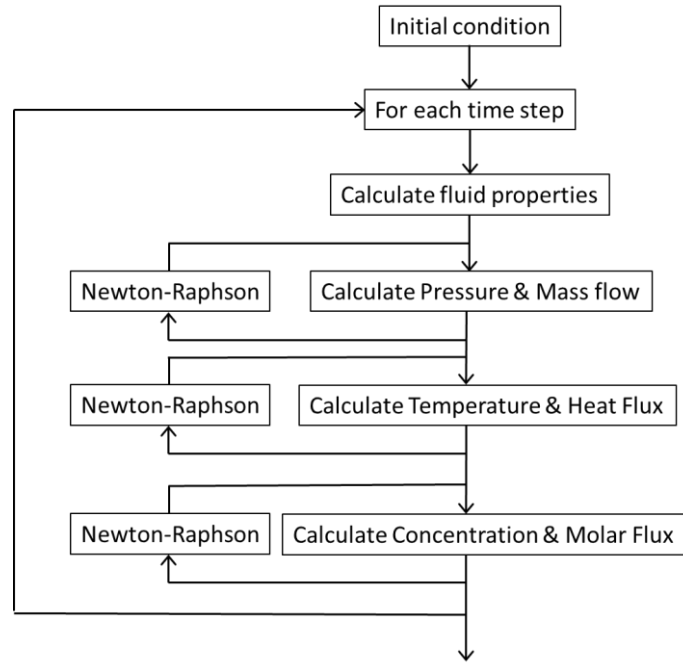 Initial condition
For each time step
Calculate fluid properties
Newton-Raphson
Calculate Pressure & Mass flow
Newton-Raphson
Calculate Temperature & Heat Flux
Newton-Raphson
Calculate Concentration & Molar Flux